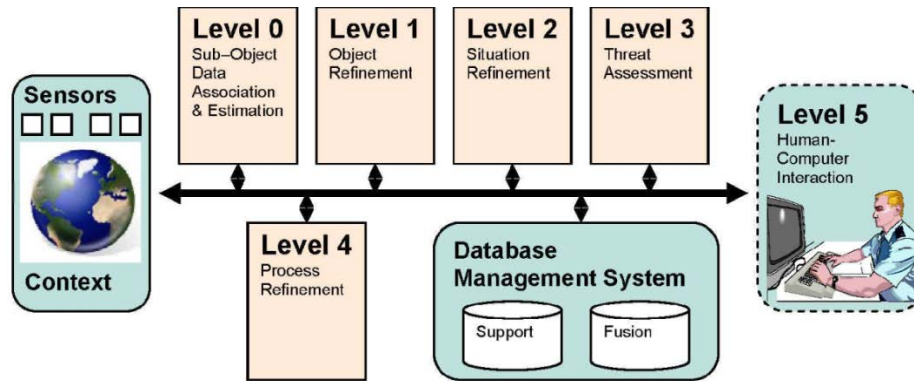 Sensors
Context
Level 0
Sub–Object
Data
Association
& Estimation
Level 1
Object
Refinement
Level 2
Situation
Refinement
Level 3
Threat
Assessment
Level 5
Human-
Computer
Interaction
Level 4
Process
Refinement
Database
Management System
Support
Fusion